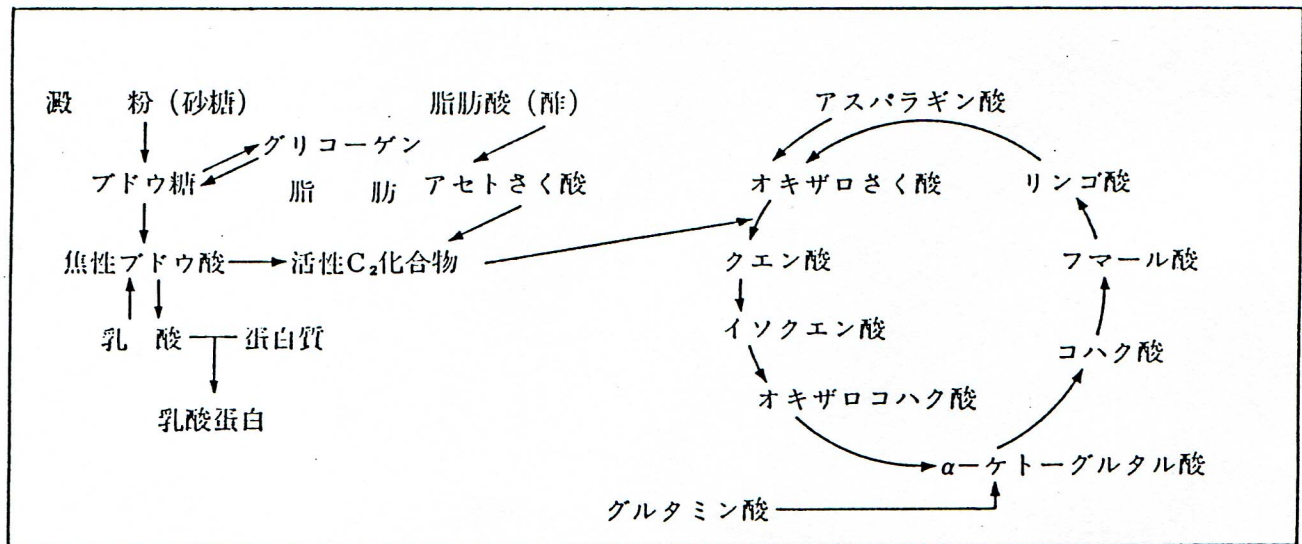 澱 粉(砂糖)
脂肪酸(酢)
アスパラギン酸
グリコーゲン
ブドウ糖
脂 肪
アセトさく酸
オキザロさく酸
リンゴ酸
焦性ブドウ酸
活性C₂化合物
クエン酸
フマール酸
乳 酸
蛋白質
イソクエン酸
コハク酸
乳酸蛋白
オキザロコハク酸
α-ケト-グルタル酸
グルタミン酸